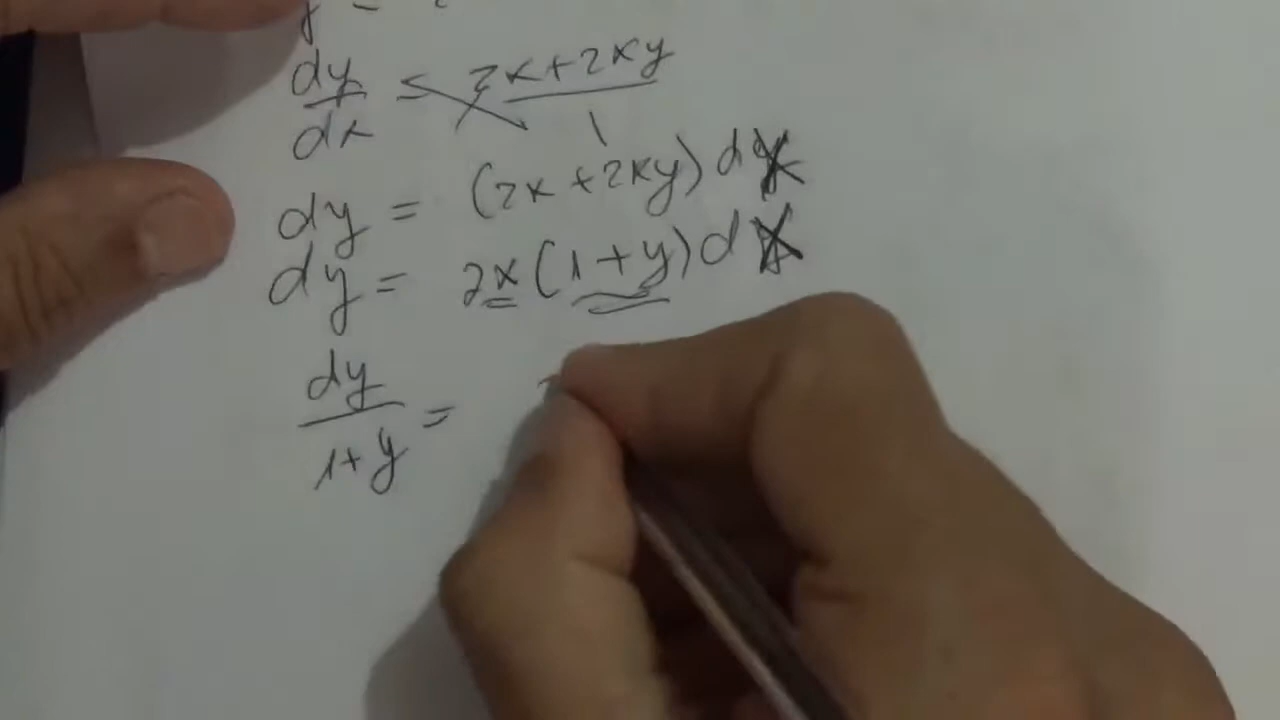 dy/dx = 2x+2xy/1
dy = (2x+2xy)dx
dy = 2x(1+y)dx
dy/1+y =